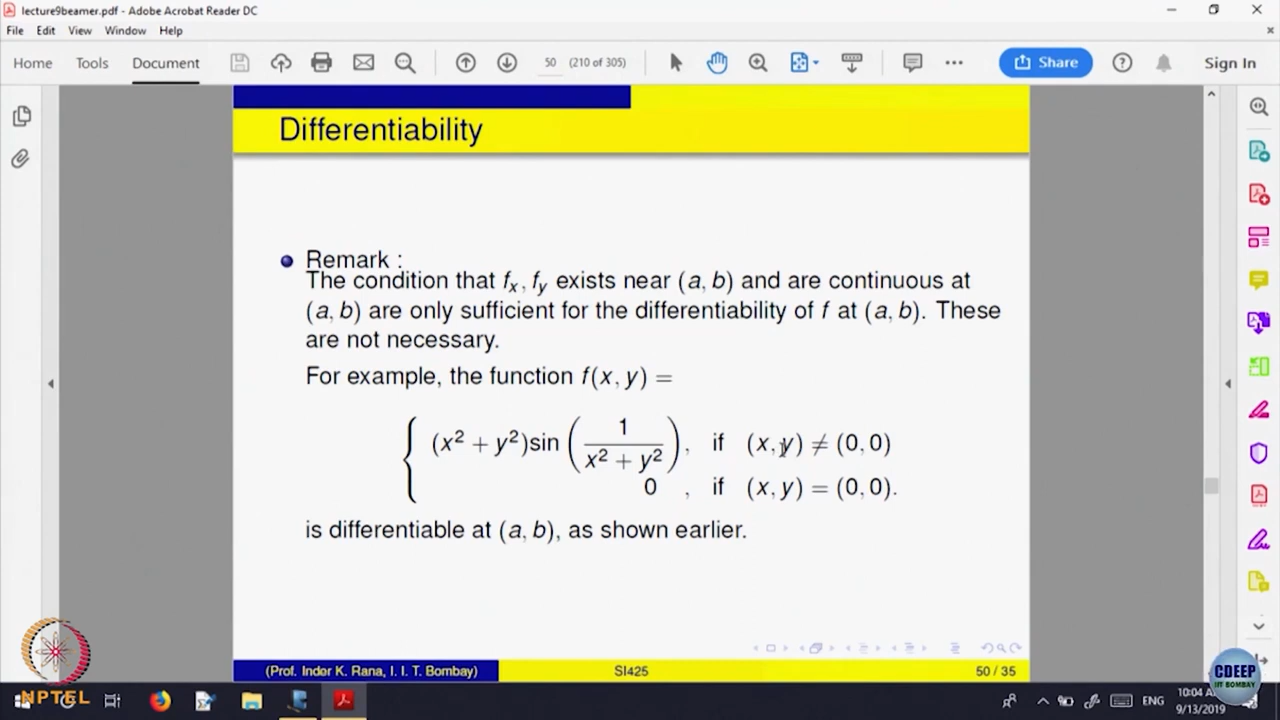 lecture9beamer.pdf - Adobe Acrobat Reader DC
File Edit View Window Help
Home Tools Document 50 (210 of 305) Share Sign In
Differentiability
Remark :
The condition that fₓ, f_y exists near (a, b) and are continuous at
(a, b) are only sufficient for the differentiability of f at (a, b). These
are not necessary.
For example, the function f(x, y) =
{ (x² + y²)sin (1 / (x² + y²)), if (x, y) ≠ (0, 0)
0 , if (x, y) = (0, 0).
is differentiable at (a, b), as shown earlier.
(Prof. Inder K. Rana, I. I. T. Bombay) SI425 50 / 35
NPTEL
CDEEP
IIT BOMBAY
ENG
10:04
9/13/2019